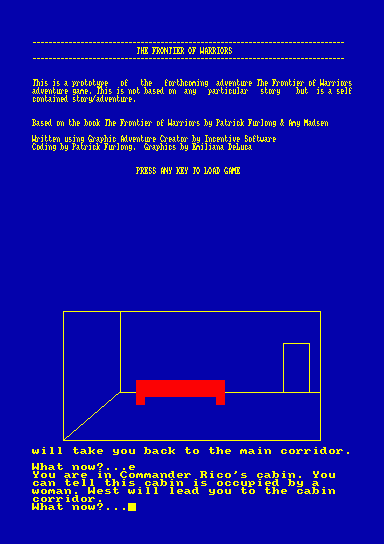 THE FRONTIER OF WARRIORS
This is a prototype of the forthcoming adventure The Frontier of Warriors
adventure game. This is not based on any particular story but is a self
contained story/adventure.
Based on the book The Frontier of Warriors by Patrick Furlong & Amy Madsen
Written using Graphic Adventure Creator by Incentive Software
Coding by Patrick Furlong. Graphics by Emiliana DeLuca
PRESS ANY KEY TO LOAD GAME
will take you back to the main corridor.
What now?...e
You are in Commander Rico's cabin. You
can tell this cabin is occupied by a
woman. West will lead you to the cabin
corridor.
What now?...